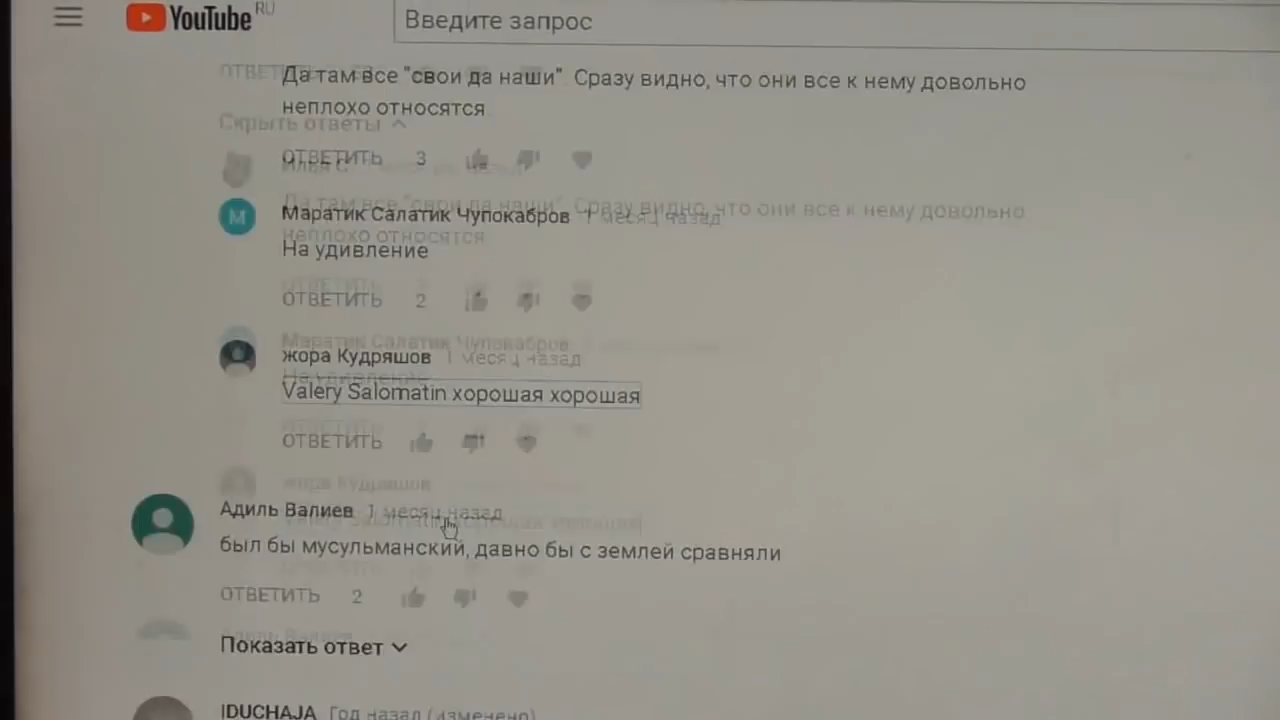 YouTube RU
Введите запрос
Да там все "свои да наши". Сразу видно, что они все к нему довольно
неплохо относятся
Скрыть ответы
ОТВЕТИТЬ 3
Маратик Салатик Чупокабров 1 месяц назад
На удивление
ОТВЕТИТЬ 2
жора Кудряшов 1 месяц назад
Valery Salomatin хорошая хорошая
ОТВЕТИТЬ
Адиль Валиев 1 месяц назад
был бы мусульманский, давно бы с землей сравняли
ОТВЕТИТЬ 2
Показать ответ
IDUCHAJA Год назад (изменено)